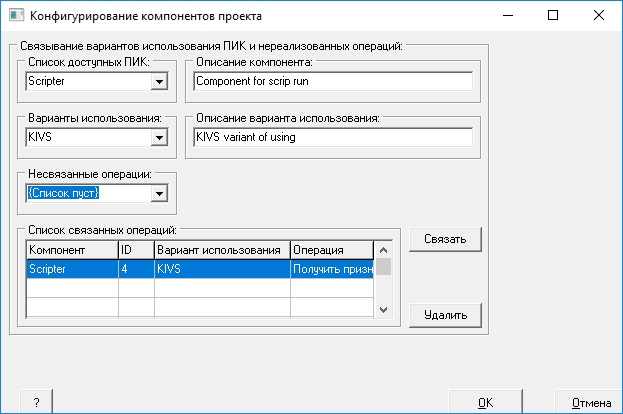 Конфигурирование компонентов проекта
Связывание вариантов использования ПИК и нереализованных операций:
Список доступных ПИК:
Описание компонента:
Scripter
Component for scrip run
Варианты использования:
Описание варианта использования:
KIVS
KIVS variant of using
Несвязанные операции:
{Список пуст}
Список связанных операций:
Связать
Компонент ID Вариант использования Операция
Scripter 4 KIVS Получить призн
Удалить
? OK Отмена